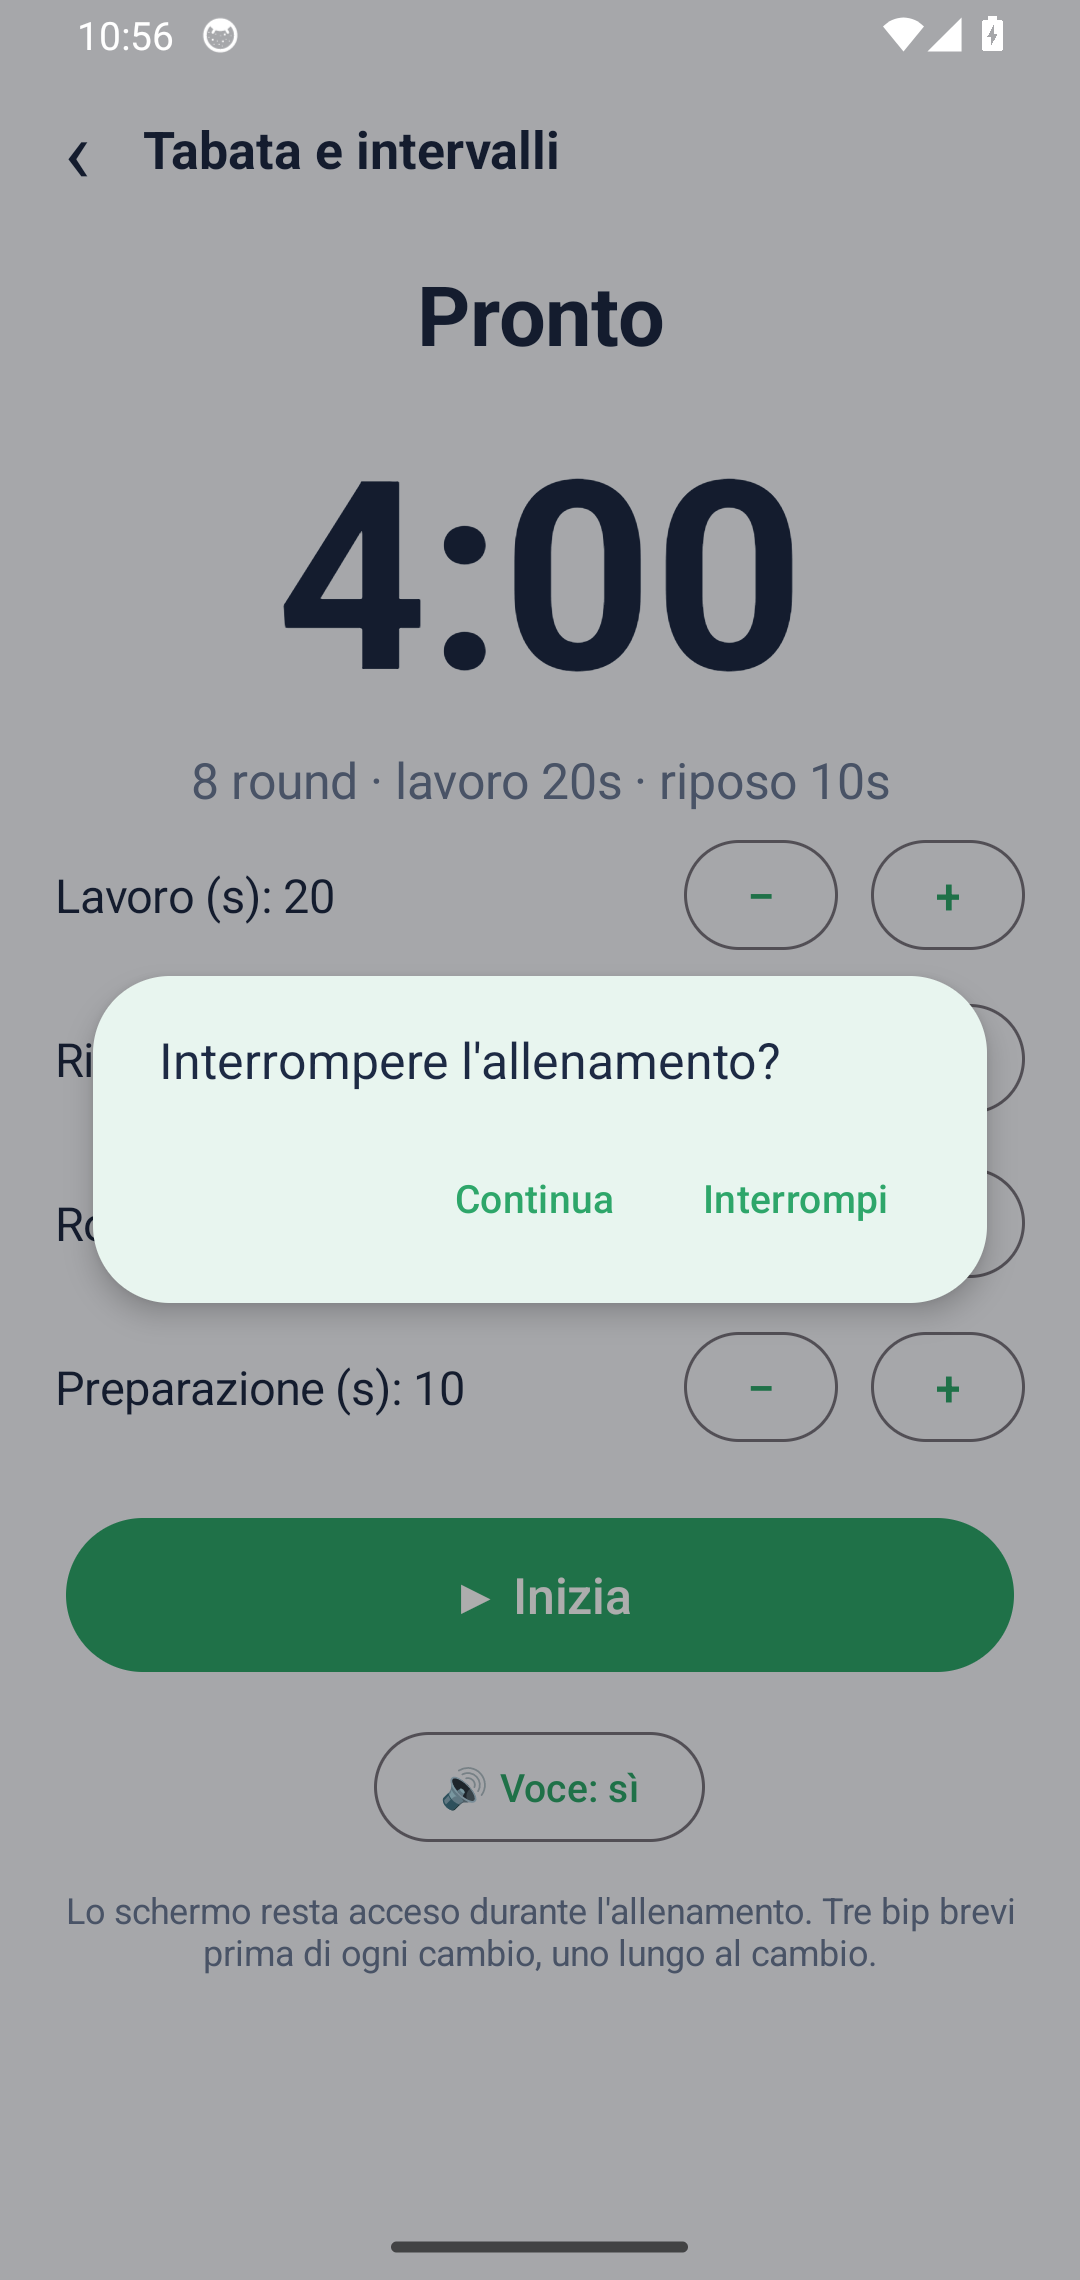 10:56
‹ Tabata e intervalli
Pronto
4:00
8 round · lavoro 20s · riposo 10s
Lavoro (s): 20 − +
Interrompere l'allenamento?
Continua Interrompi
Preparazione (s): 10 − +
▶ Inizia
🔊 Voce: sì
Lo schermo resta acceso durante l'allenamento. Tre bip brevi
prima di ogni cambio, uno lungo al cambio.